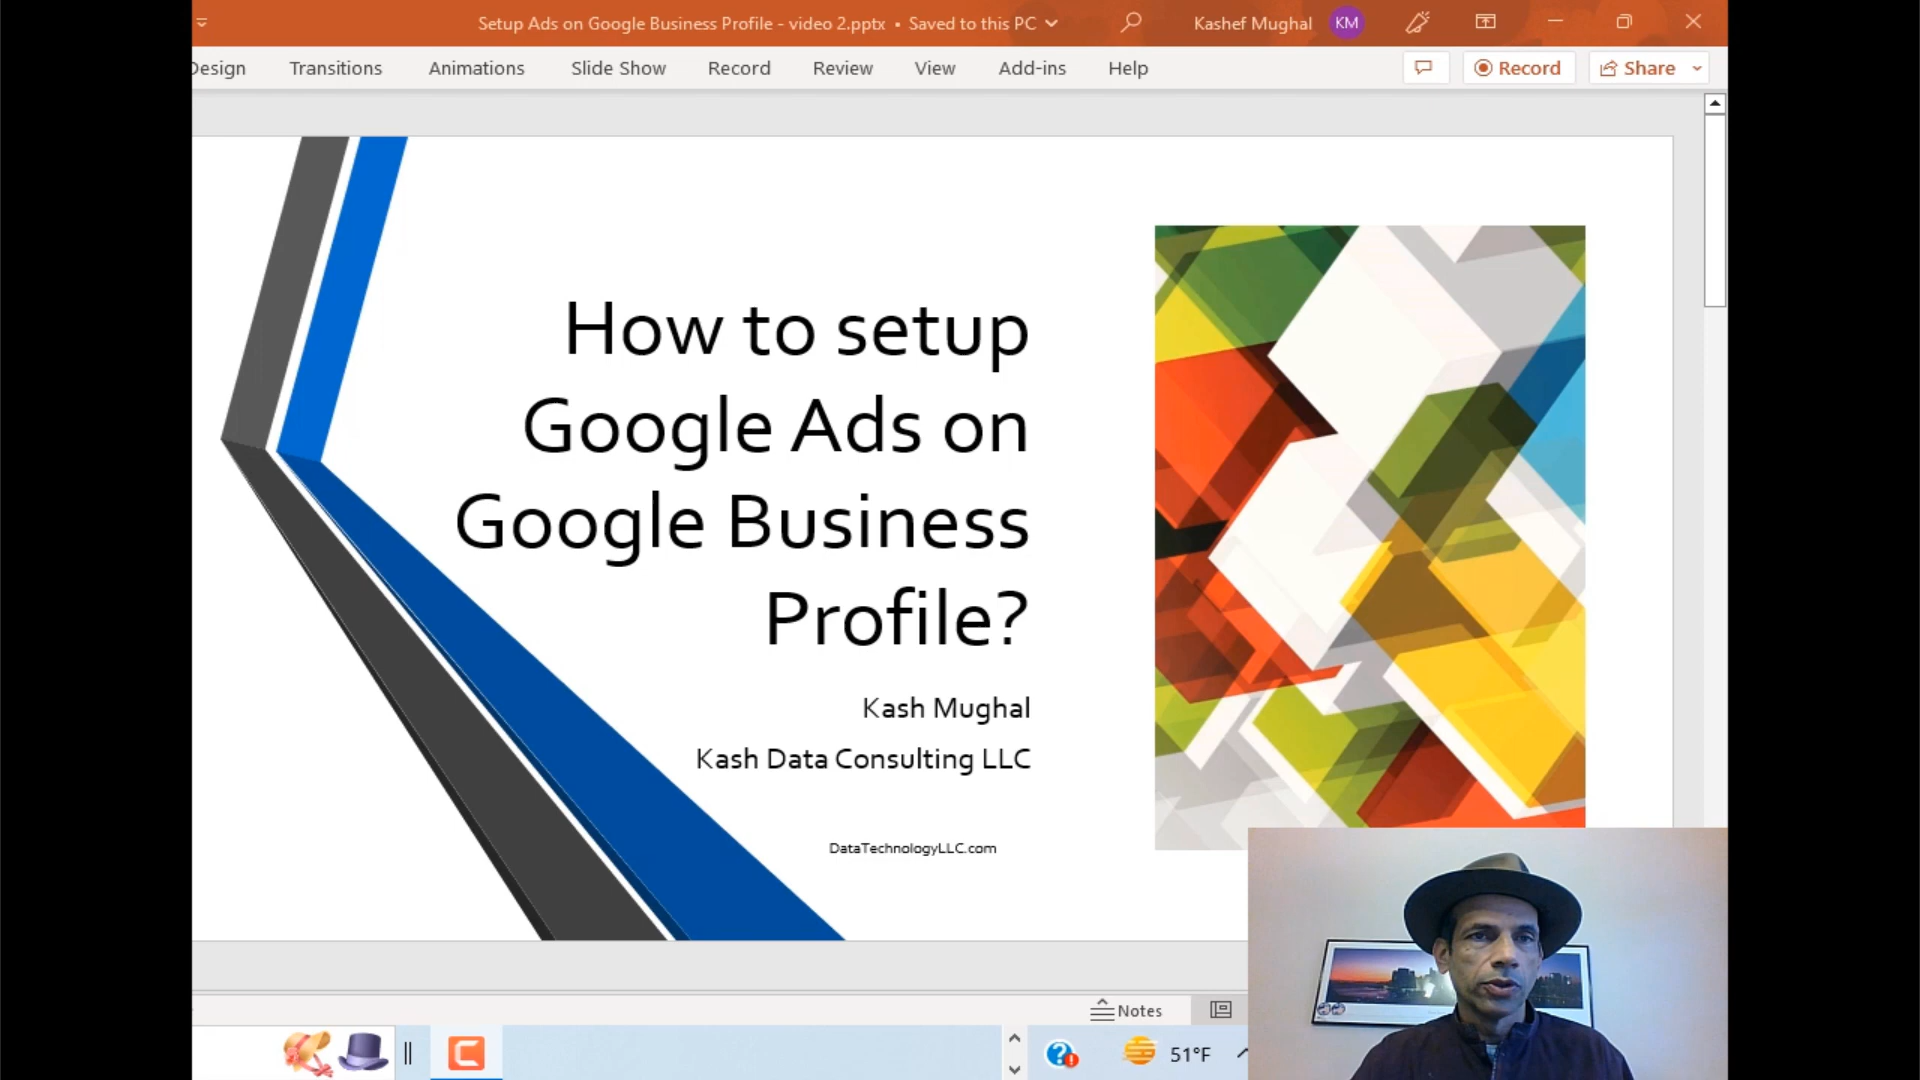 Setup Ads on Google Business Profile - video 2.pptx • Saved to this PC
Kashef Mughal KM
Design Transitions Animations Slide Show Record Review View Add-ins Help
Record Share
How to setup
Google Ads on
Google Business
Profile?
Kash Mughal
Kash Data Consulting LLC
DataTechnologyLLC.com
Notes
51°F